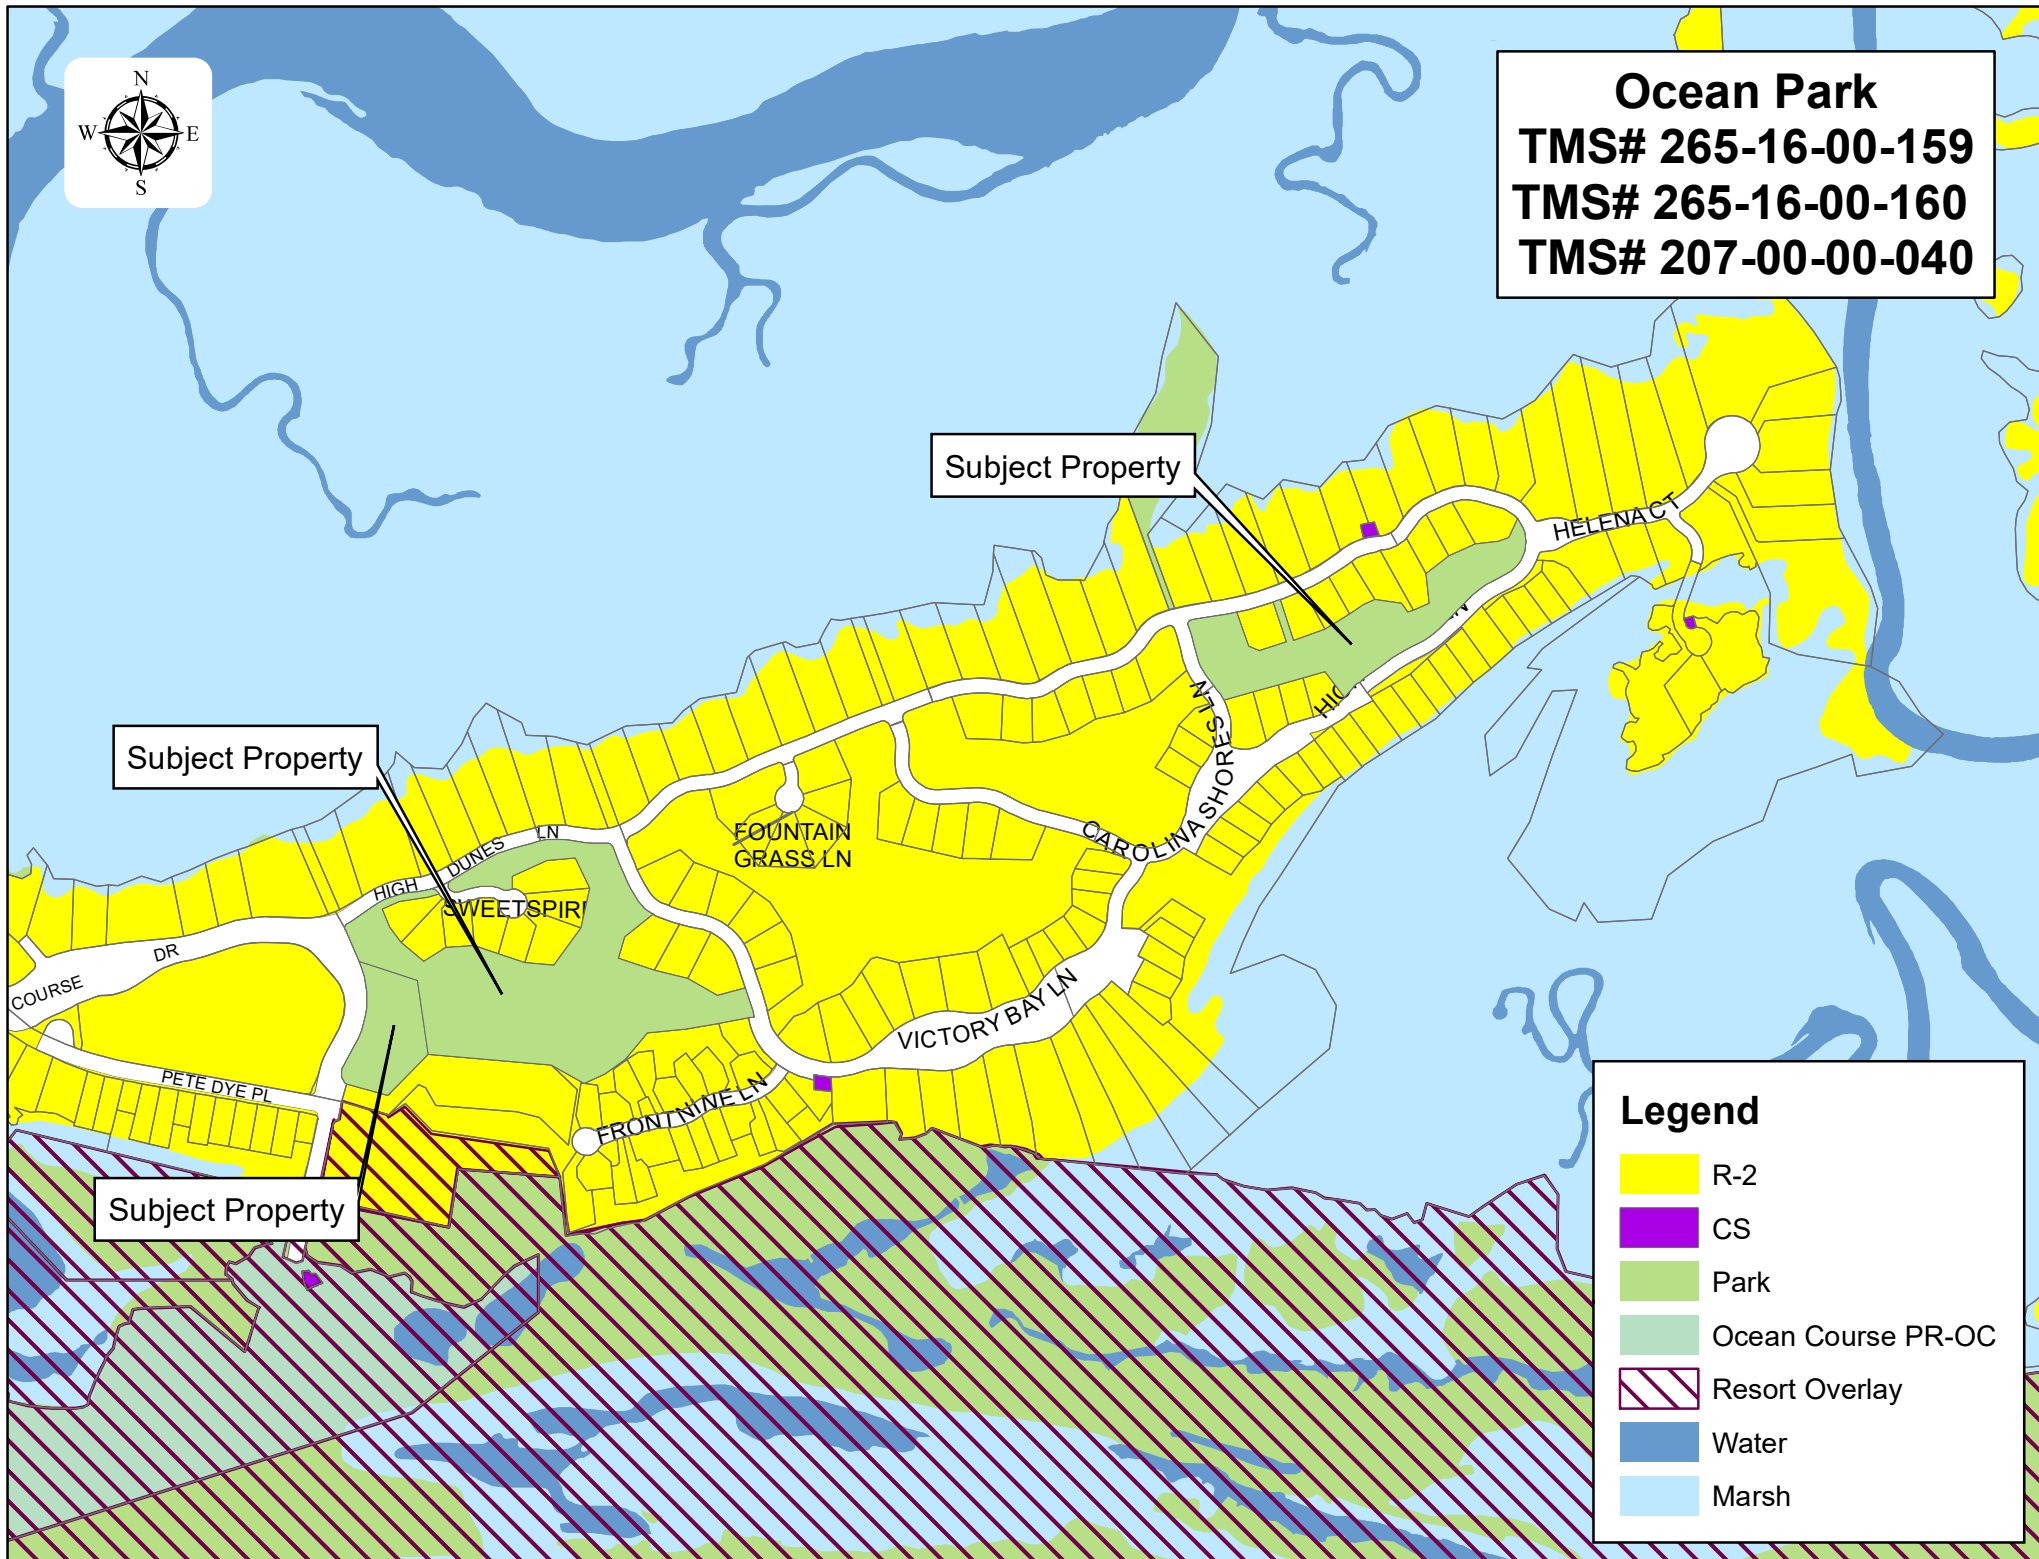 N
W E
S
Ocean Park
TMS# 265-16-00-159
TMS# 265-16-00-160
TMS# 207-00-00-040
Subject Property
HELENA CT
Subject Property
CAROLINA SHORES LN
HIGH DUNES LN
FOUNTAIN
GRASS LN
SWEETSPIRE
COURSE DR
VICTORY BAY LN
PETE DYE PL
FRONT NINE LN
Subject Property
Legend
R-2
CS
Park
Ocean Course PR-OC
Resort Overlay
Water
Marsh